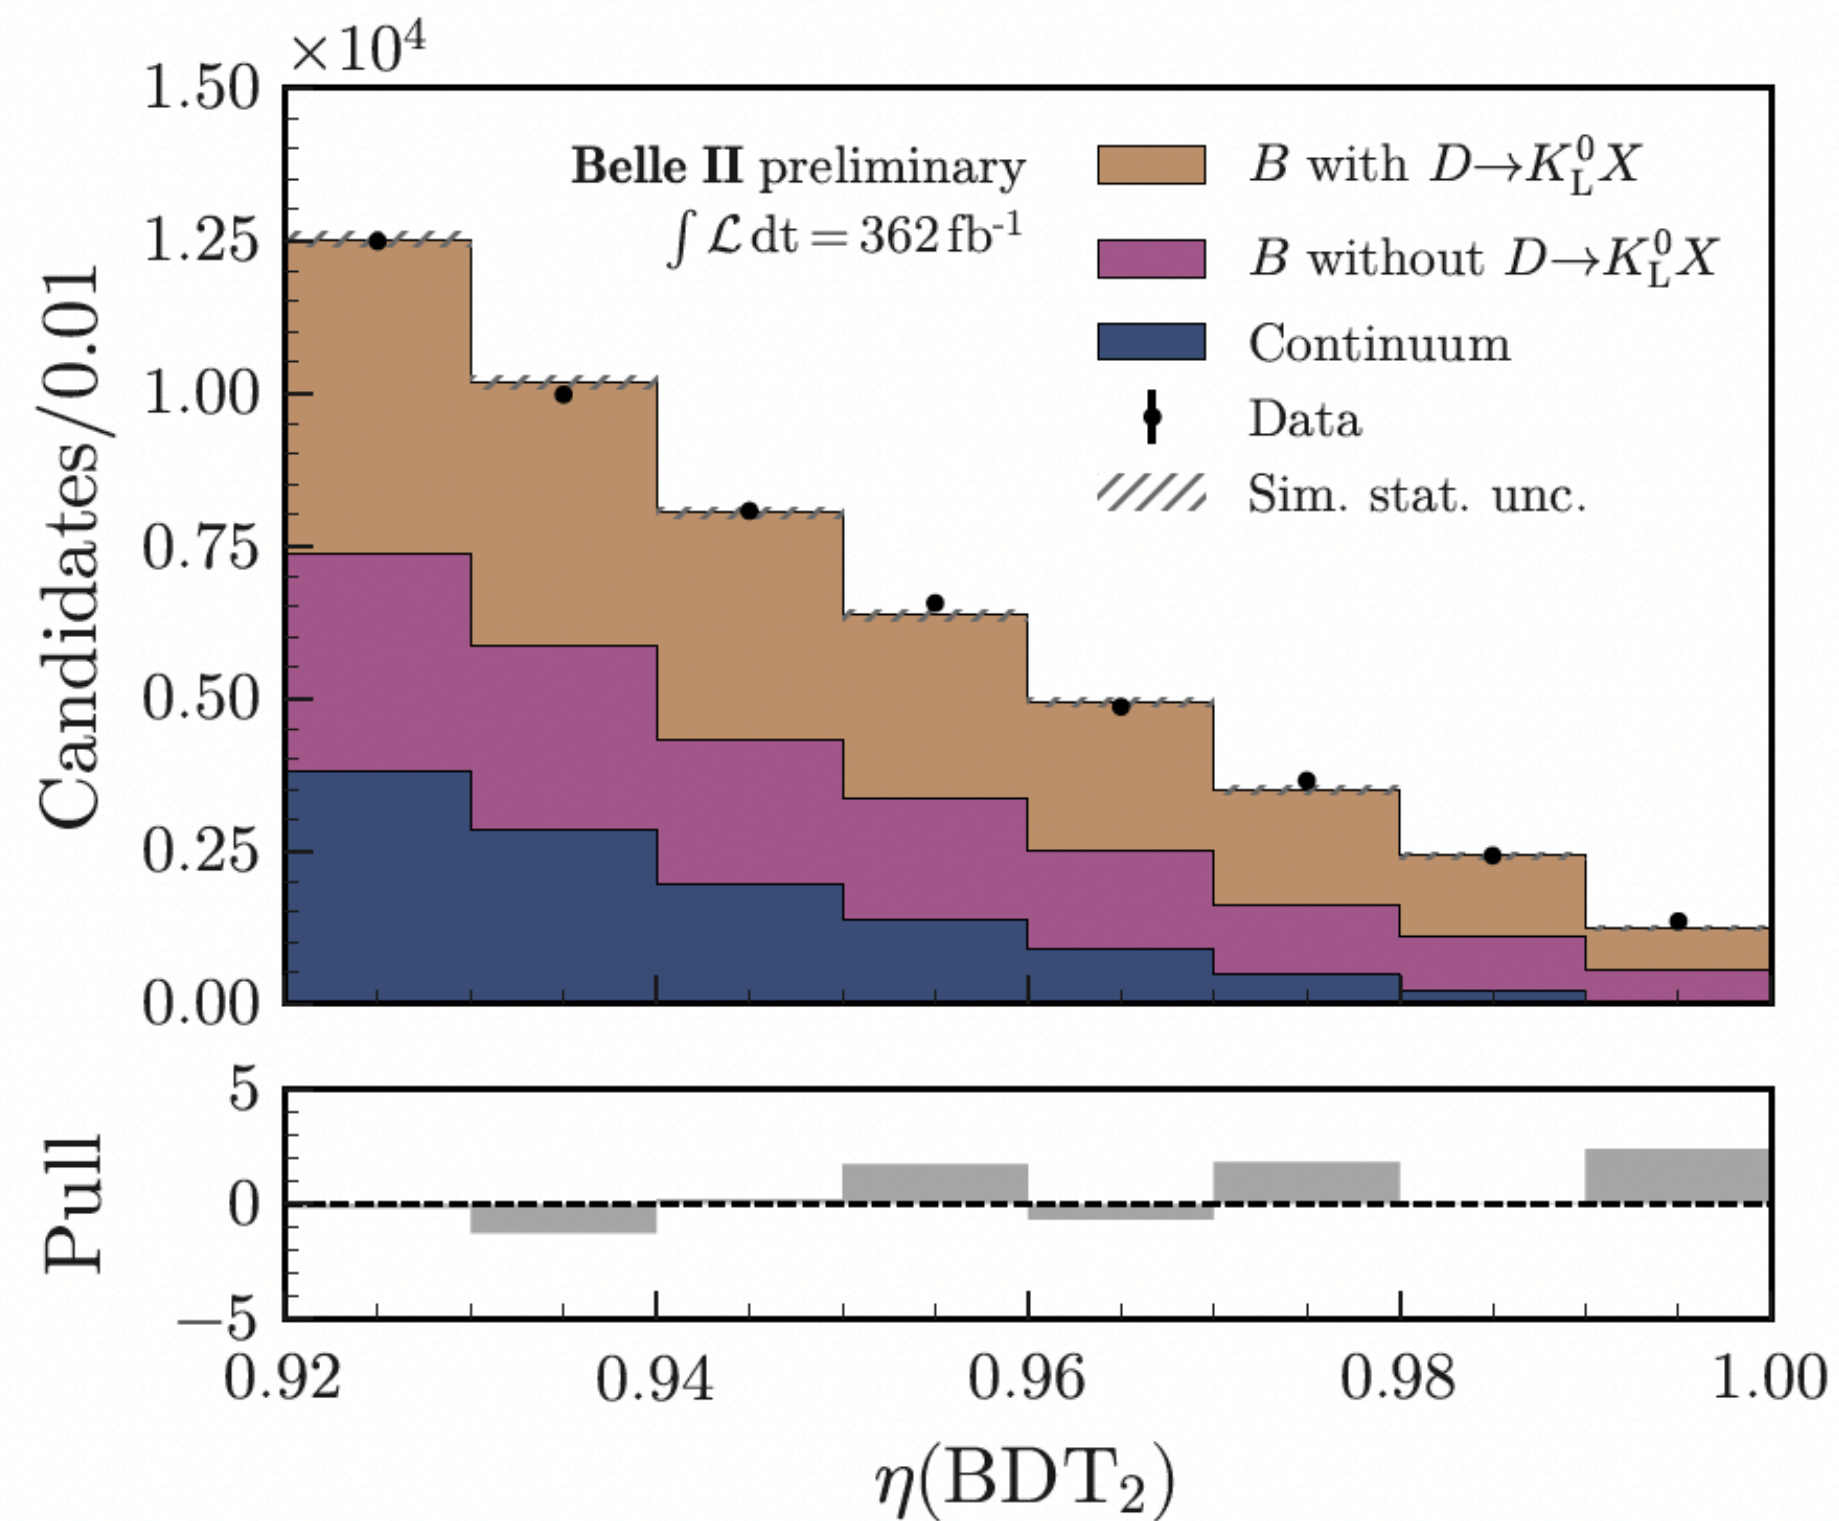 ×10⁴
1.50
1.25
1.00
0.75
0.50
0.25
0.00
Candidates/0.01
Belle II preliminary
∫ ℒ dt = 362 fb⁻¹
B with D→K⁰_L X
B without D→K⁰_L X
Continuum
Data
Sim. stat. unc.
5
0
−5
Pull
0.92 0.94 0.96 0.98 1.00
η(BDT₂)